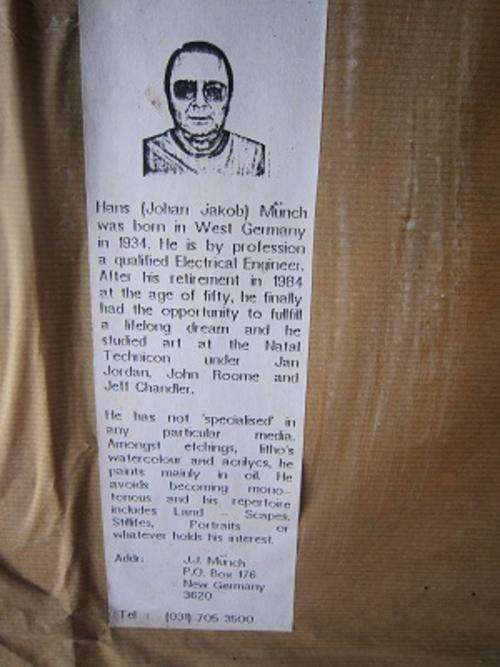 Hans (Johan Jakob) Münch
was born in West Germany
in 1934. He is by profession
a qualified Electrical Engineer.
After his retirement in 1984
at the age of fifty, he finally
had the opportunity to fullfill
a lifelong dream and he
studied art at the Natal
Technicon under Jan
Jordan, John Roome and
Jeff Chandler.
He has not 'specialised' in
any particular media.
Amongst etchings, litho's
watercolour and acrilycs, he
paints mainly in oil. He
avoids becoming mono-
tonous and his repertoire
includes Land - Scapes,
Stillifes, Portraits or
whatever holds his interest.
Addr: J.J. Münch
P.O. Box 176
New Germany
3620
Tel : (031) 705 3500